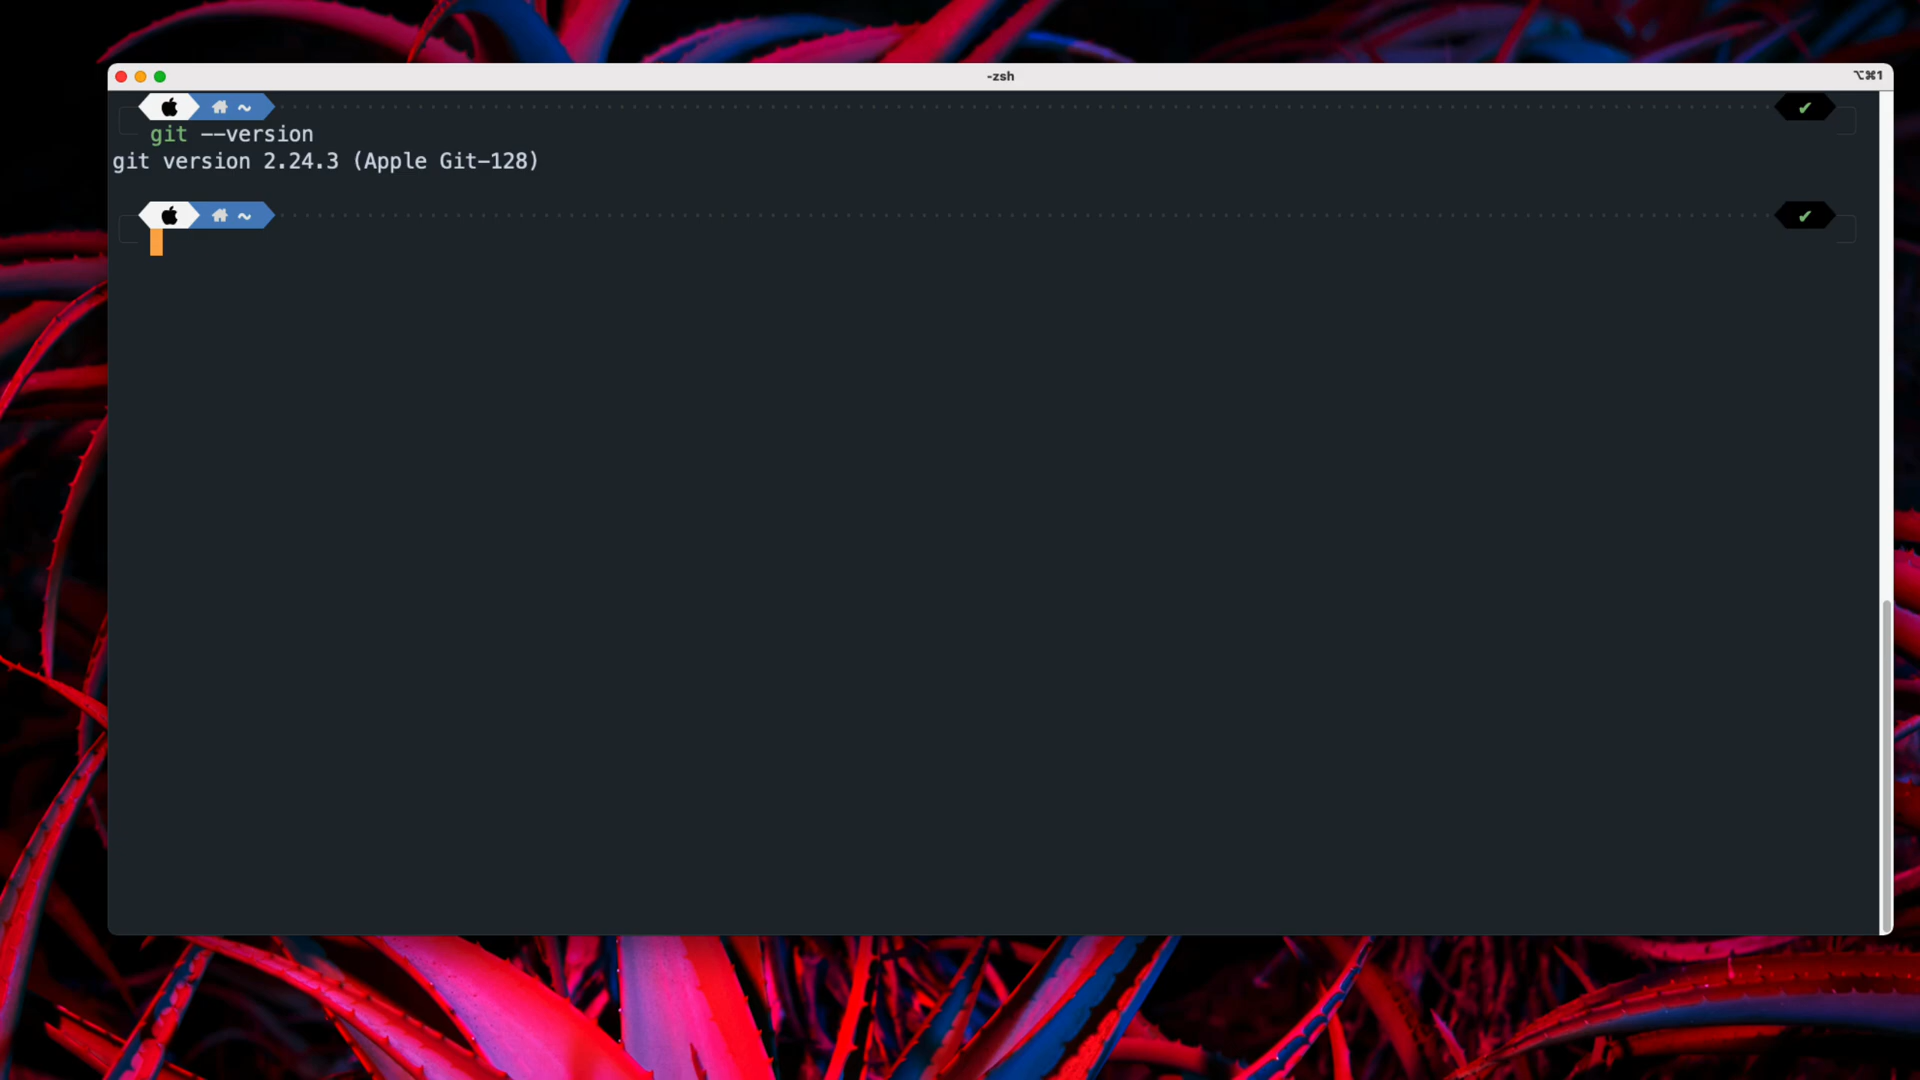 -zsh
⌥⌘1
~ ✔
git --version
git version 2.24.3 (Apple Git-128)
~ ✔